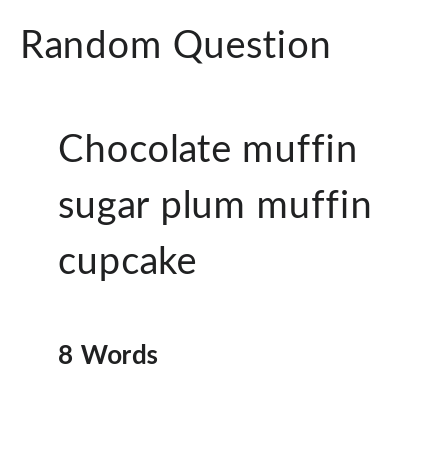 Random Question
Chocolate muffin
sugar plum muffin
cupcake
8 Words